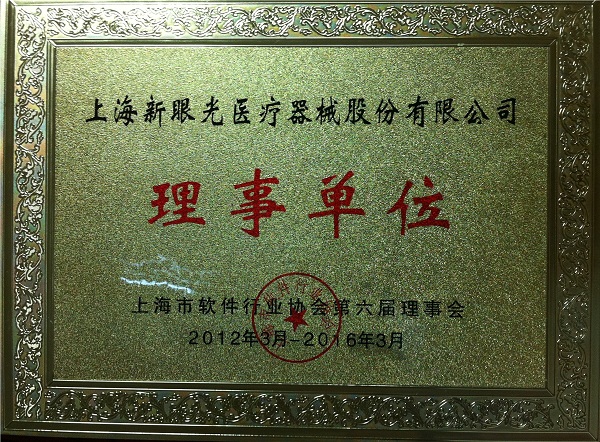 上海新眼光医疗器械股份有限公司
理事单位
上海市软件行业协会第六届理事会
2012年3月-2016年3月